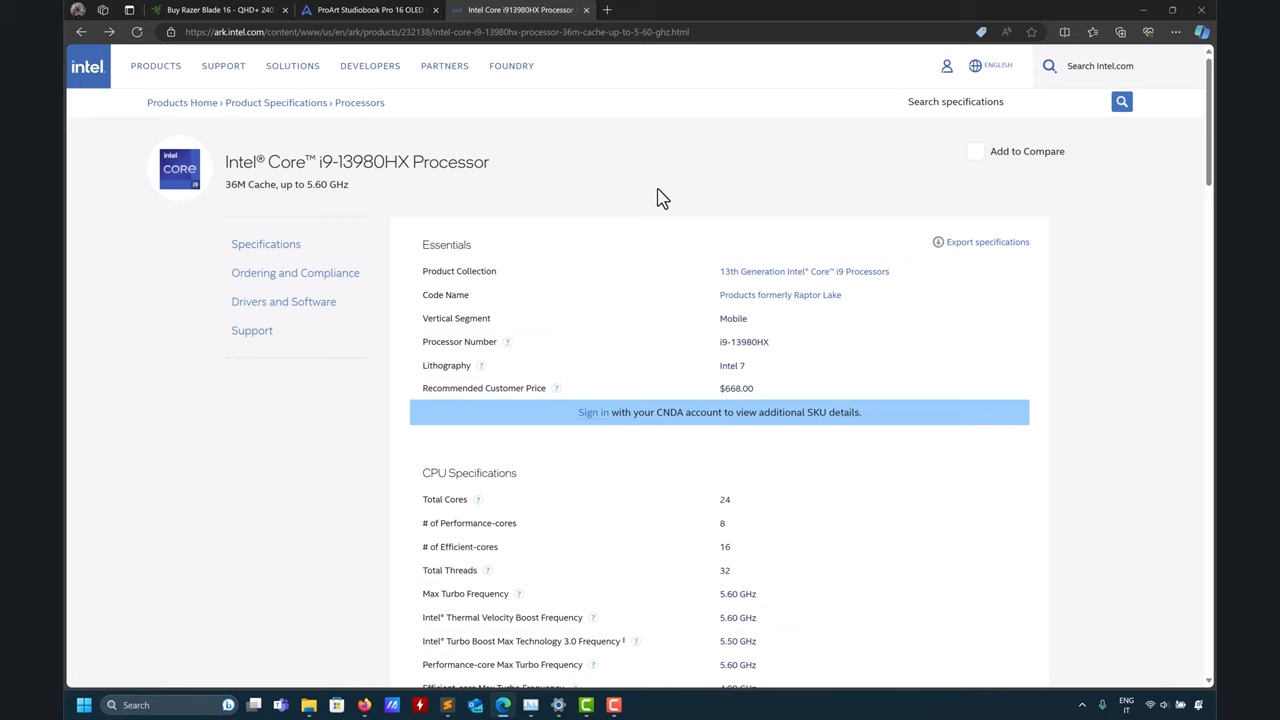 Buy Razer Blade 16 - QHD+ 240
ProArt Studiobook Pro 16 OLED
Intel Core i913980HX Processor
https://ark.intel.com/content/www/us/en/ark/products/232138/intel-core-i9-13980hx-processor-36m-cache-up-to-5-60-ghz.html
intel.
PRODUCTS SUPPORT SOLUTIONS DEVELOPERS PARTNERS FOUNDRY ENGLISH Search Intel.com
Products Home › Product Specifications › Processors
Search specifications
intel CORE i9
Intel® Core™ i9-13980HX Processor
Add to Compare
36M Cache, up to 5.60 GHz
Specifications
Ordering and Compliance
Drivers and Software
Support
Essentials
Export specifications
Product Collection 13th Generation Intel® Core™ i9 Processors
Code Name Products formerly Raptor Lake
Vertical Segment Mobile
Processor Number ? i9-13980HX
Lithography ? Intel 7
Recommended Customer Price ? $668.00
Sign in with your CNDA account to view additional SKU details.
CPU Specifications
Total Cores ? 24
# of Performance-cores 8
# of Efficient-cores 16
Total Threads ? 32
Max Turbo Frequency ? 5.60 GHz
Intel® Thermal Velocity Boost Frequency ? 5.60 GHz
Intel® Turbo Boost Max Technology 3.0 Frequency ‡ ? 5.50 GHz
Performance-core Max Turbo Frequency ? 5.60 GHz
Efficient-core Max Turbo Frequency
Search
ENG
IT